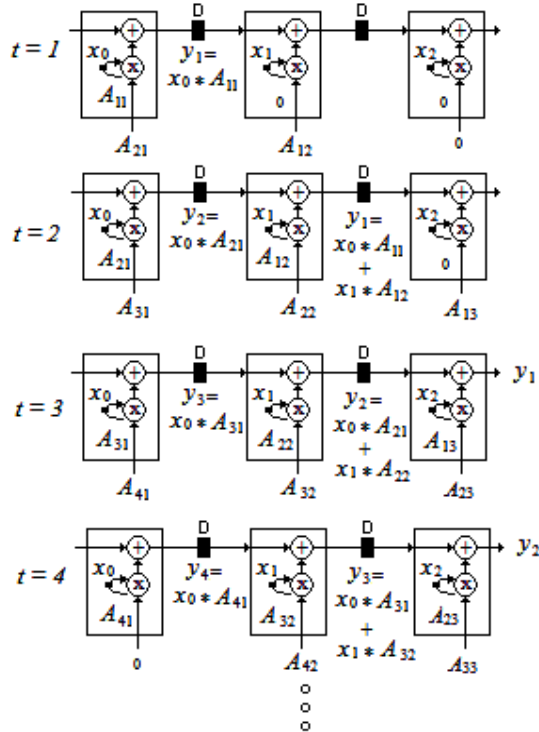 D D
t = 1 + + +
x0 y1= x1 x2
x x0 * A11 x x
A11 0 0
A21 A12 0
D D
t = 2 + + +
x0 y2= x1 y1= x2
x x0 * A21 x x0 * A11 x
A21 A12 + 0
x1 * A12
A31 A22 A13
D D
t = 3 + + + y1
x0 y3= x1 y2= x2
x x0 * A31 x x0 * A21 x
A31 A22 + A13
x1 * A22
A41 A32 A23
D D
t = 4 + + + y2
x0 y4= x1 y3= x2
x x0 * A41 x x0 * A31 x
A41 A32 + A23
x1 * A32
0 A42 A33